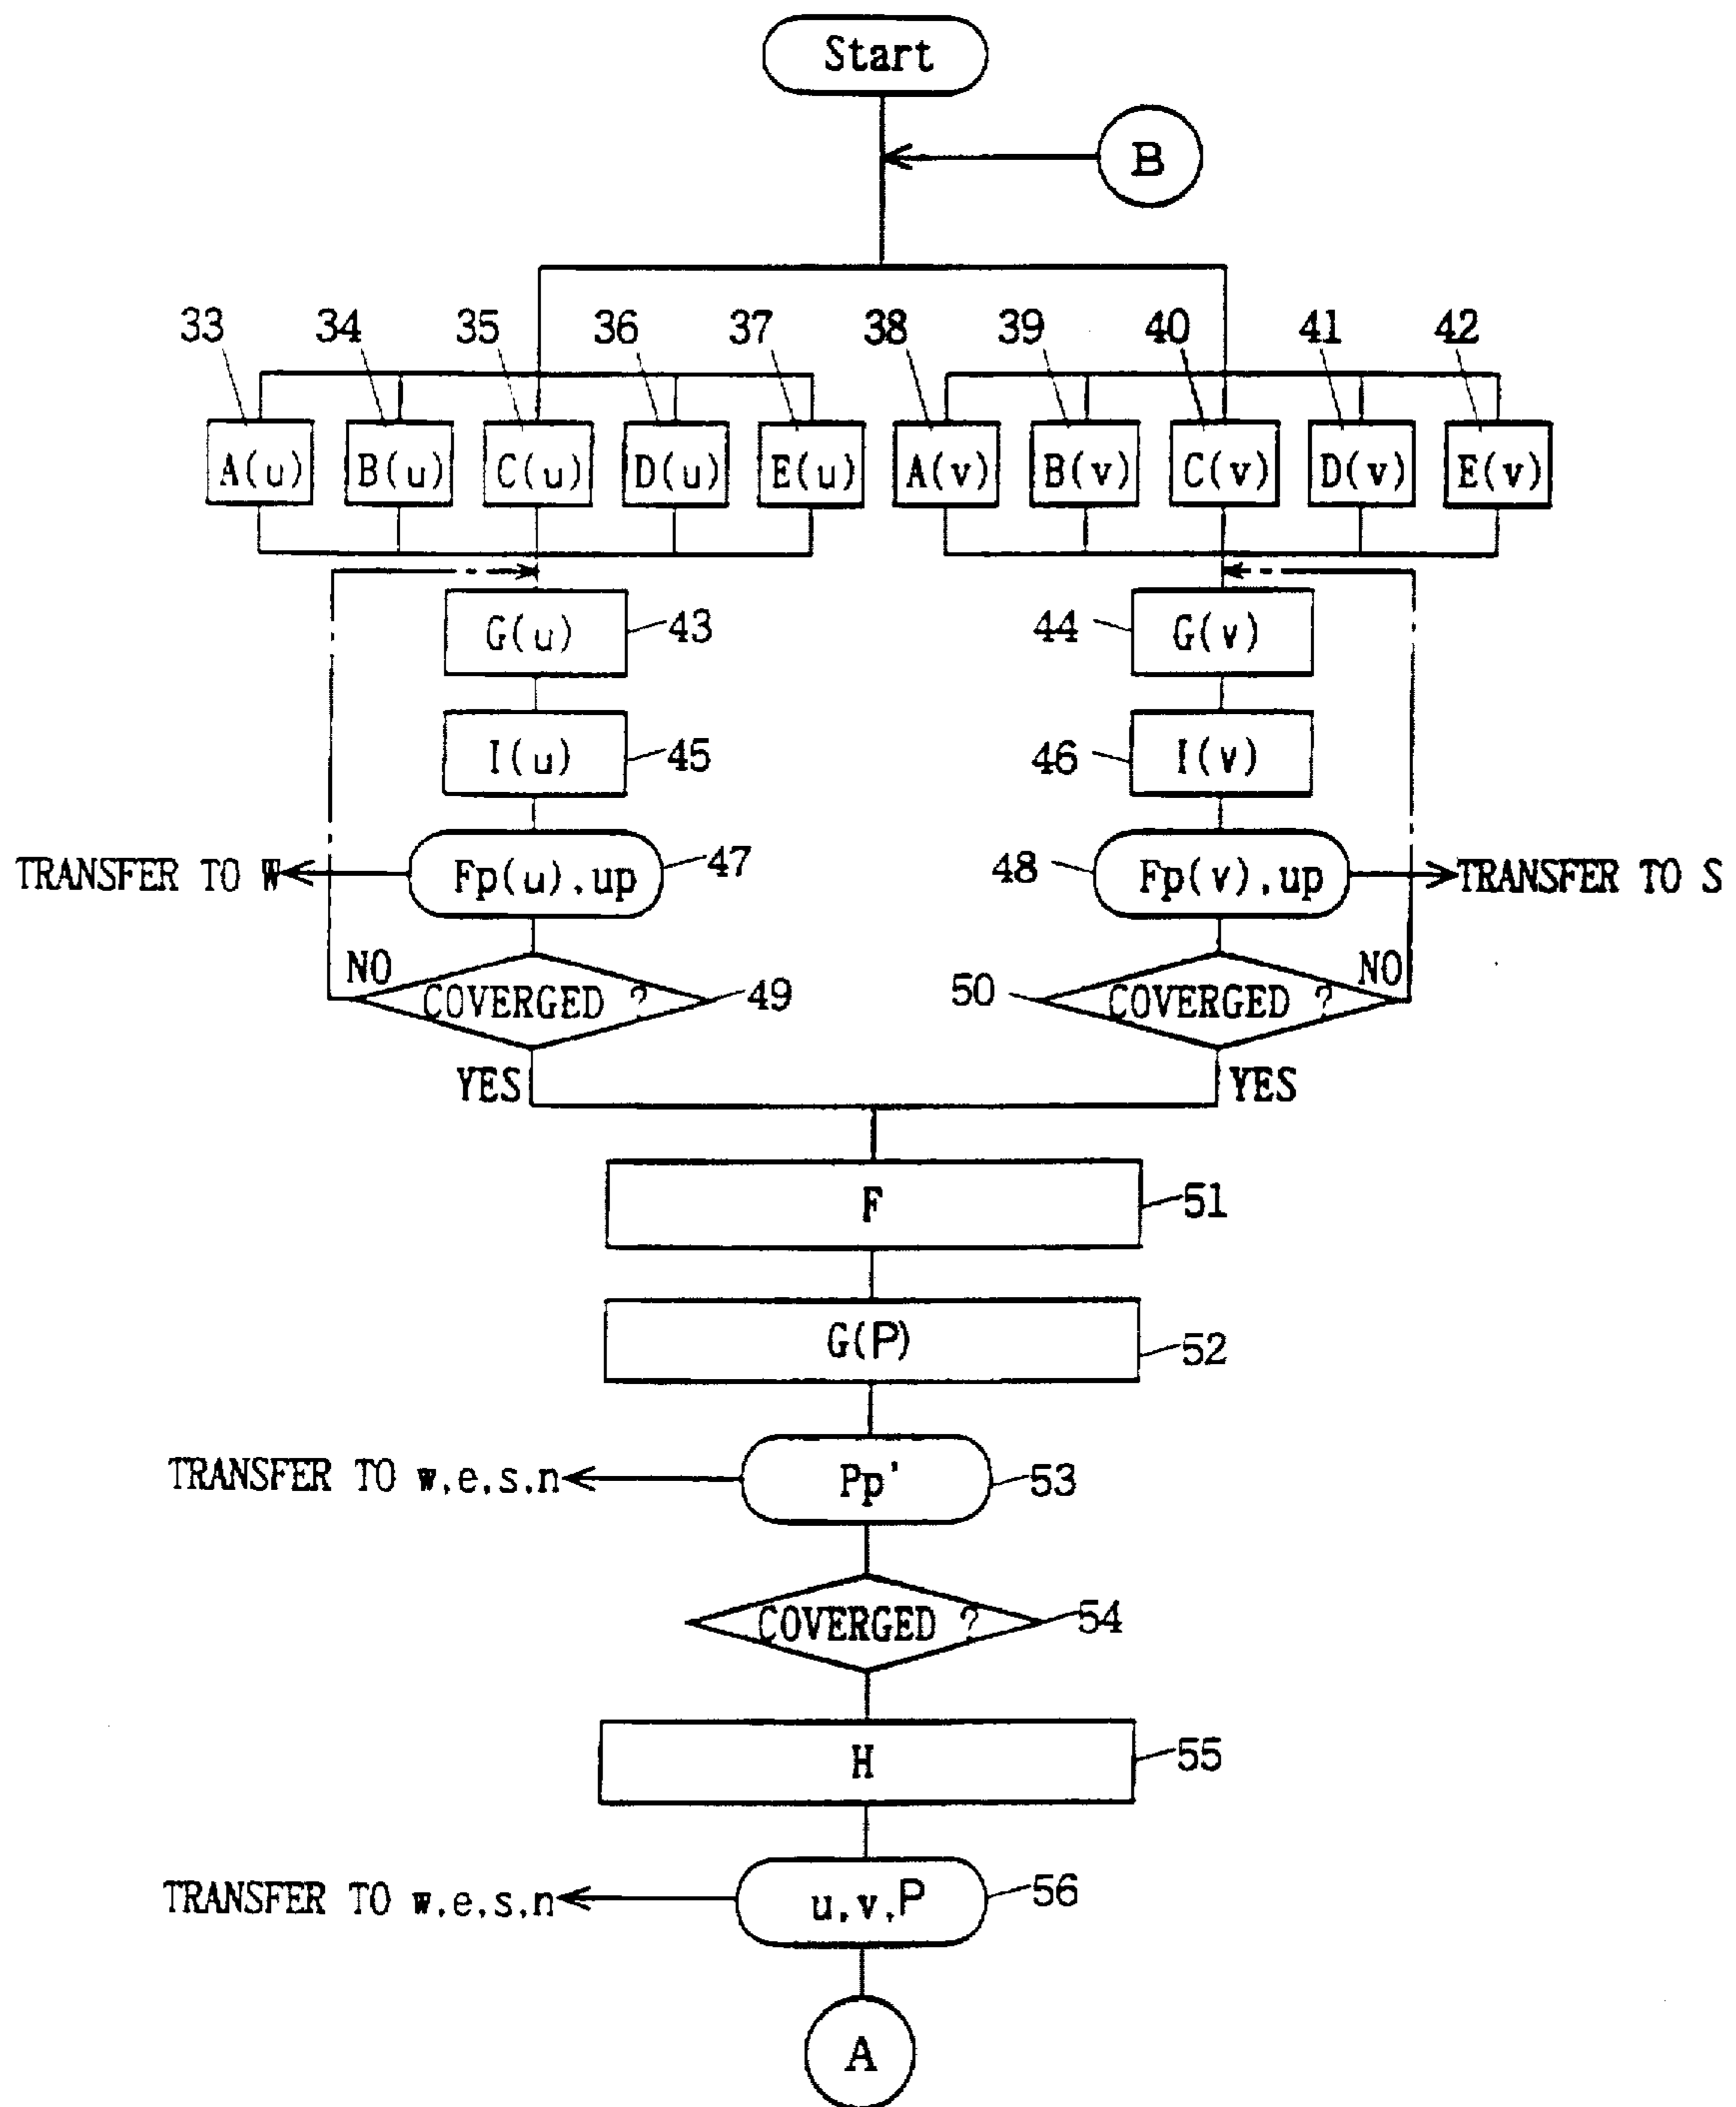 Start
B
33 34 35 36 37 38 39 40 41 42
A(u) B(u) C(u) D(u) E(u) A(v) B(v) C(v) D(v) E(v)
G(u) 43 44 G(v)
I(u) 45 46 I(v)
TRANSFER TO W Fp(u),up 47 48 Fp(v),up TRANSFER TO S
NO COVERGED ? 49 50 COVERGED ? NO
YES YES
F 51
G(P) 52
TRANSFER TO w,e,s,n Pp' 53
COVERGED ? 54
H 55
TRANSFER TO w,e,s,n u,v,P 56
A